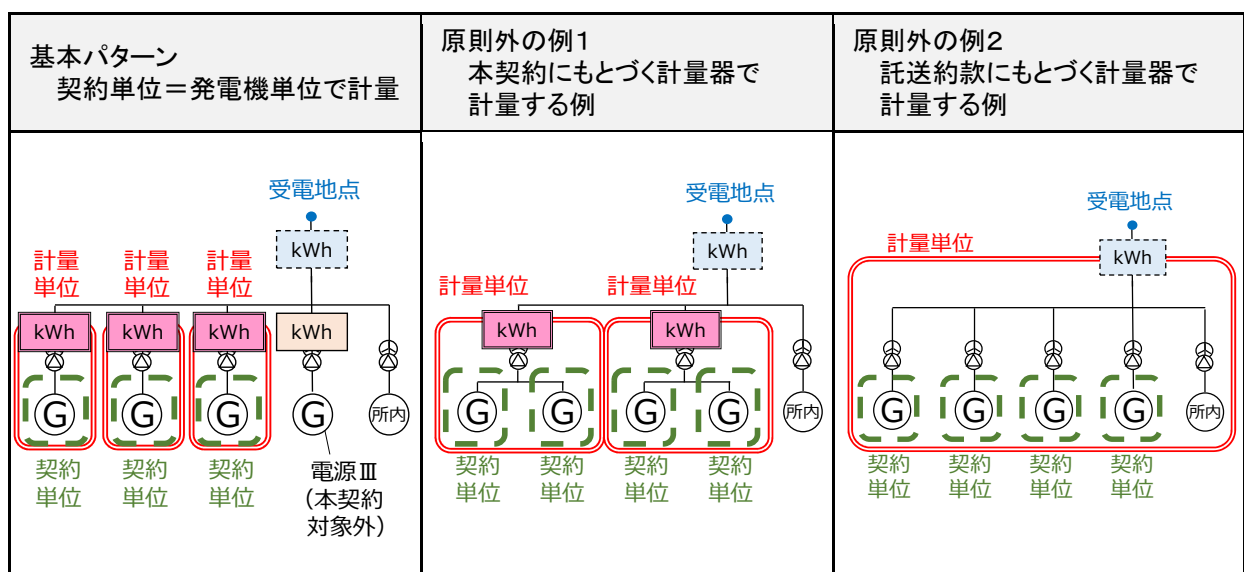 基本パターン
契約単位＝発電機単位で計量
原則外の例１
本契約にもとづく計量器で
計量する例
原則外の例２
託送約款にもとづく計量器で
計量する例
受電地点
kWh
計量
単位
計量
単位
計量
単位
kWh
kWh
kWh
kWh
G
G
G
G
所内
契約
単位
契約
単位
契約
単位
電源Ⅲ
(本契約
対象外)
受電地点
kWh
計量単位
計量単位
kWh
kWh
G
G
G
G
所内
契約
単位
契約
単位
契約
単位
契約
単位
受電地点
計量単位
kWh
G
G
G
G
所内
契約
単位
契約
単位
契約
単位
契約
単位